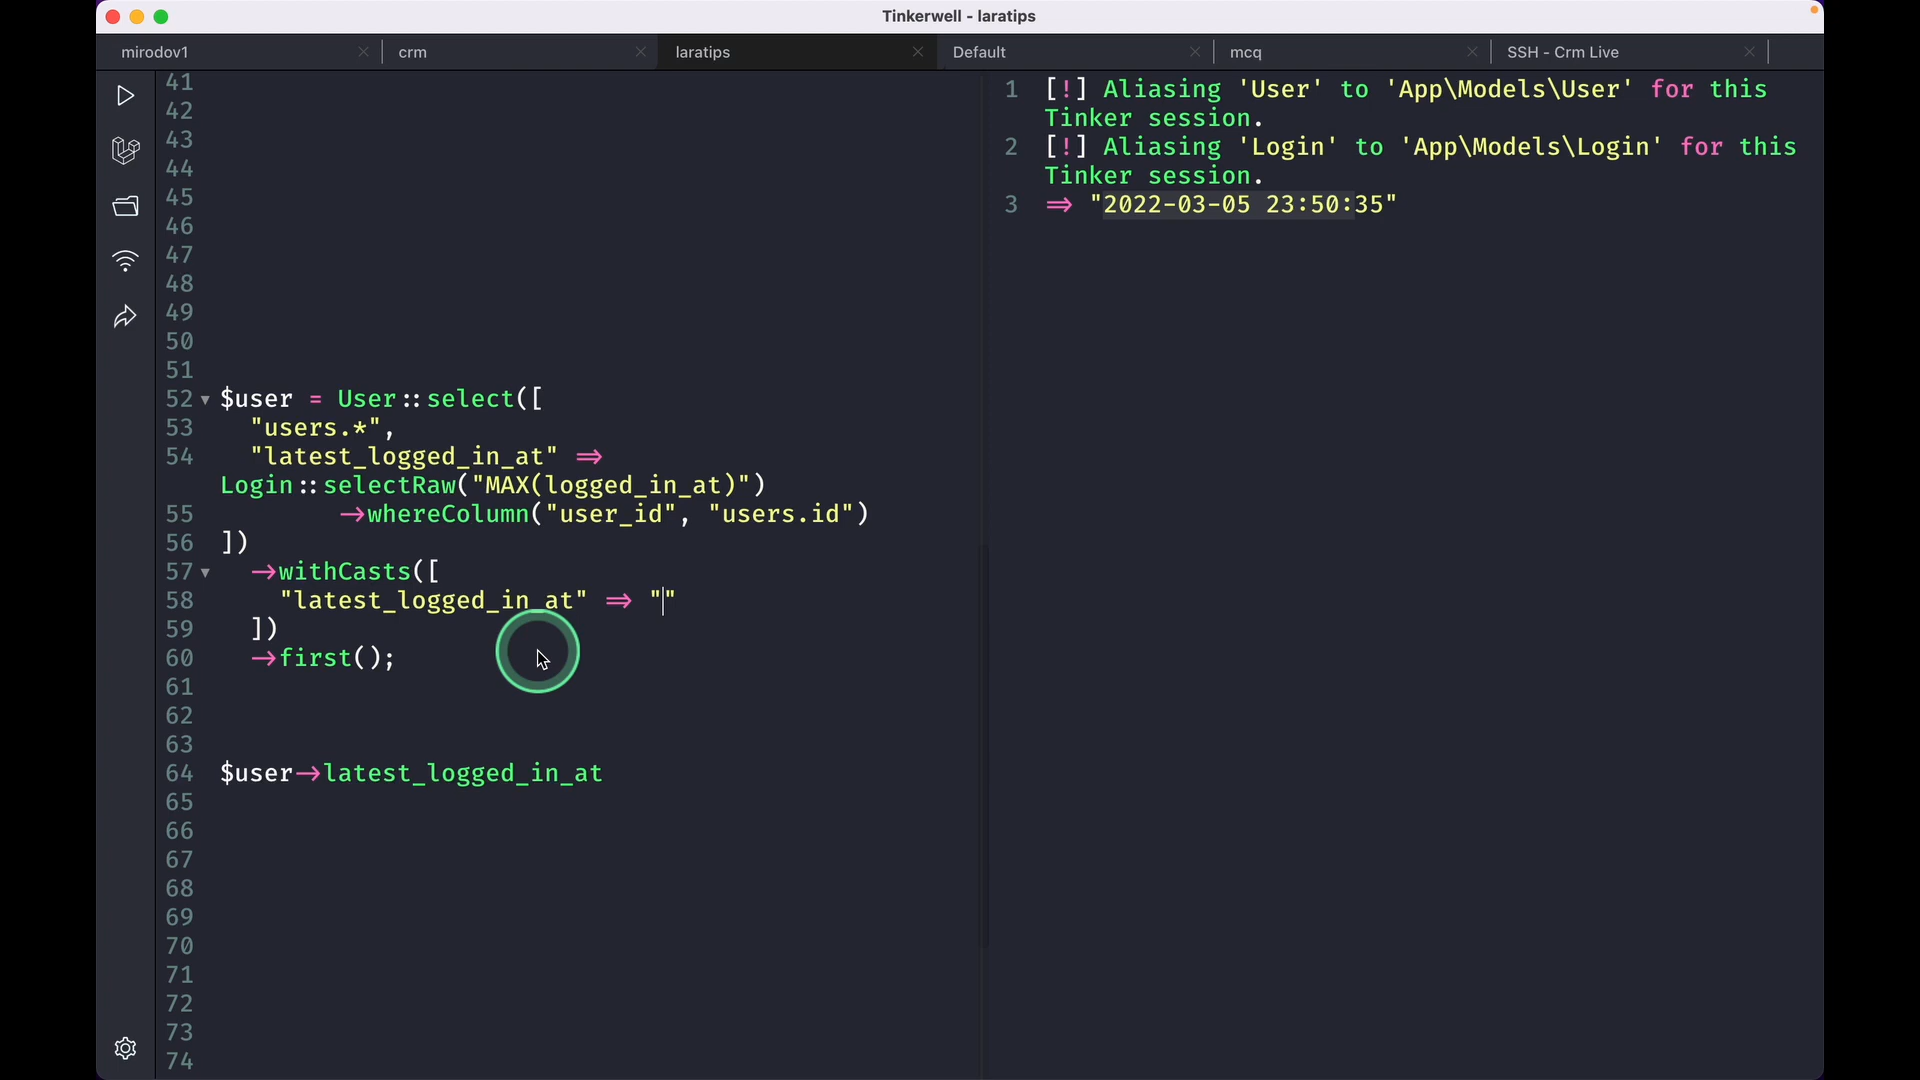 Tinkerwell - laratips
mirodov1
crm
laratips
Default
mcq
SSH - Crm Live
41
42
43
44
45
46
47
48
49
50
51
52 $user = User::select([
53 "users.*",
54 "latest_logged_in_at" =>
Login::selectRaw("MAX(logged_in_at)")
55 ->whereColumn("user_id", "users.id")
56 ])
57 ->withCasts([
58 "latest_logged_in_at" => ""
59 ])
60 ->first();
61
62
63
64 $user->latest_logged_in_at
65
66
67
68
69
70
71
72
73
74
1 [!] Aliasing 'User' to 'App\Models\User' for this
Tinker session.
2 [!] Aliasing 'Login' to 'App\Models\Login' for this
Tinker session.
3 => "2022-03-05 23:50:35"